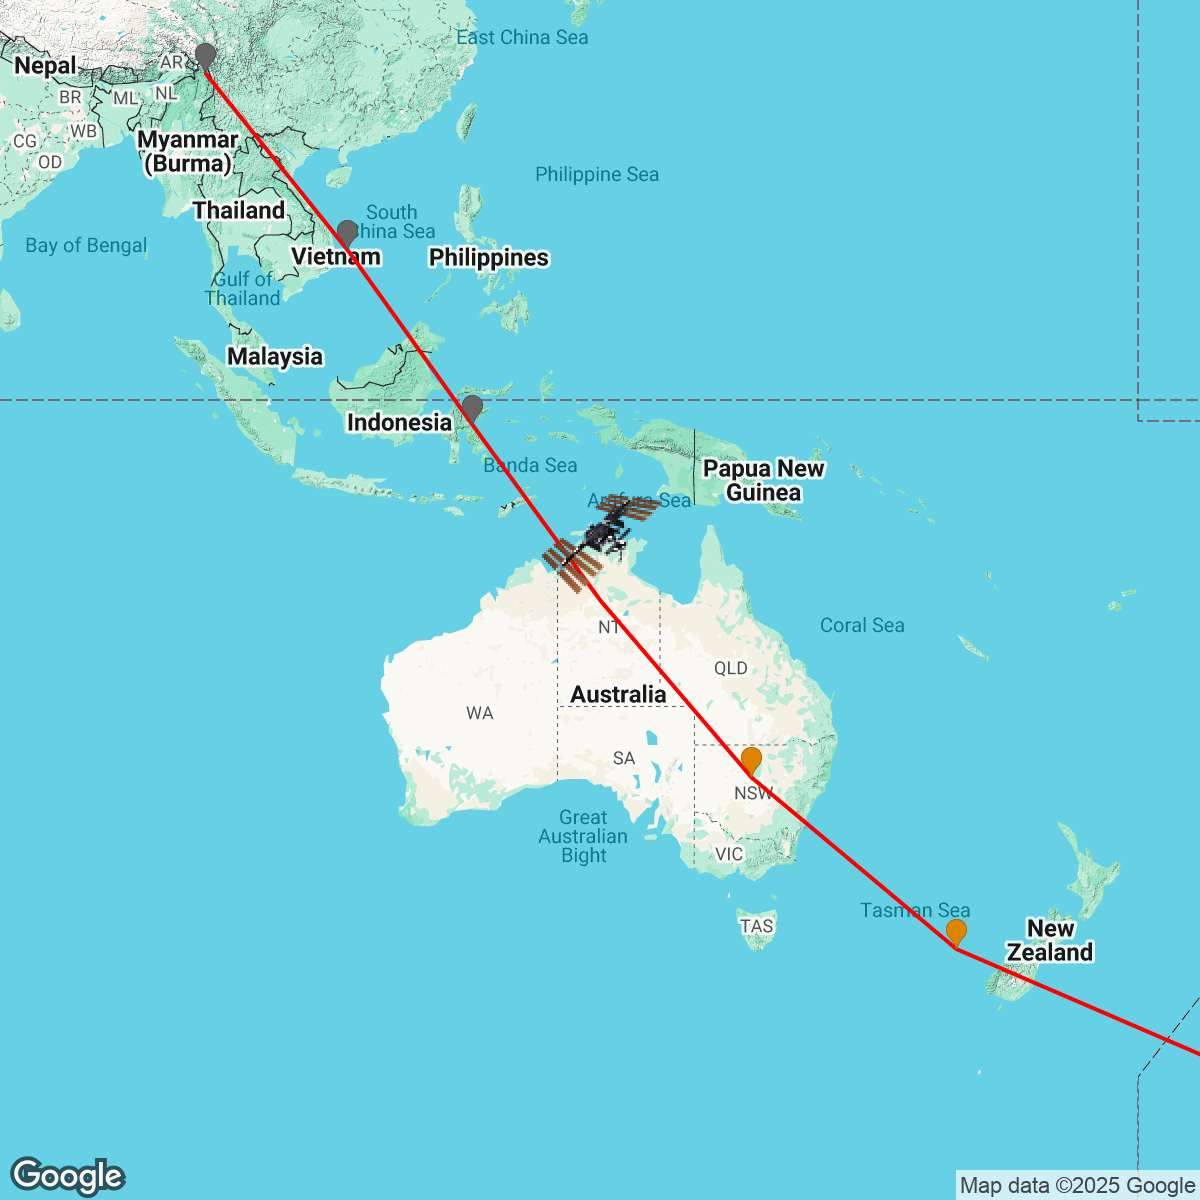 East China Sea
Nepal
AR
BR
ML
NL
WB
CG
OD
Myanmar
(Burma)
Philippine Sea
Thailand
South
China Sea
Bay of Bengal
Vietnam
Philippines
Gulf of
Thailand
Malaysia
Indonesia
Banda Sea
Papua New
Guinea
Arafura Sea
NT
Coral Sea
QLD
Australia
WA
SA
NSW
Great
Australian
Bight
VIC
TAS
Tasman Sea
New
Zealand
Google
Map data ©2025 Google